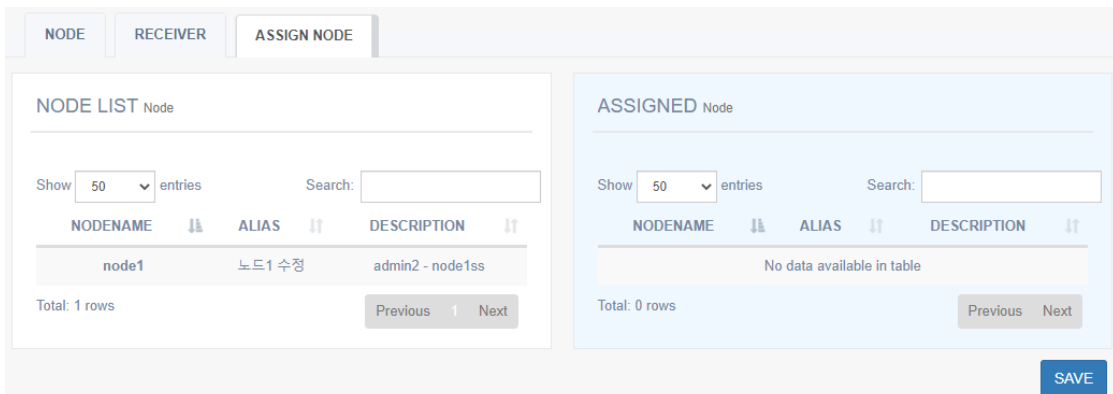 NODE RECEIVER ASSIGN NODE
NODE LIST Node
Show 50 entries Search:
NODENAME ALIAS DESCRIPTION
node1 노드1 수정 admin2 - node1ss
Total: 1 rows
Previous 1 Next
ASSIGNED Node
Show 50 entries Search:
NODENAME ALIAS DESCRIPTION
No data available in table
Total: 0 rows
Previous Next
SAVE